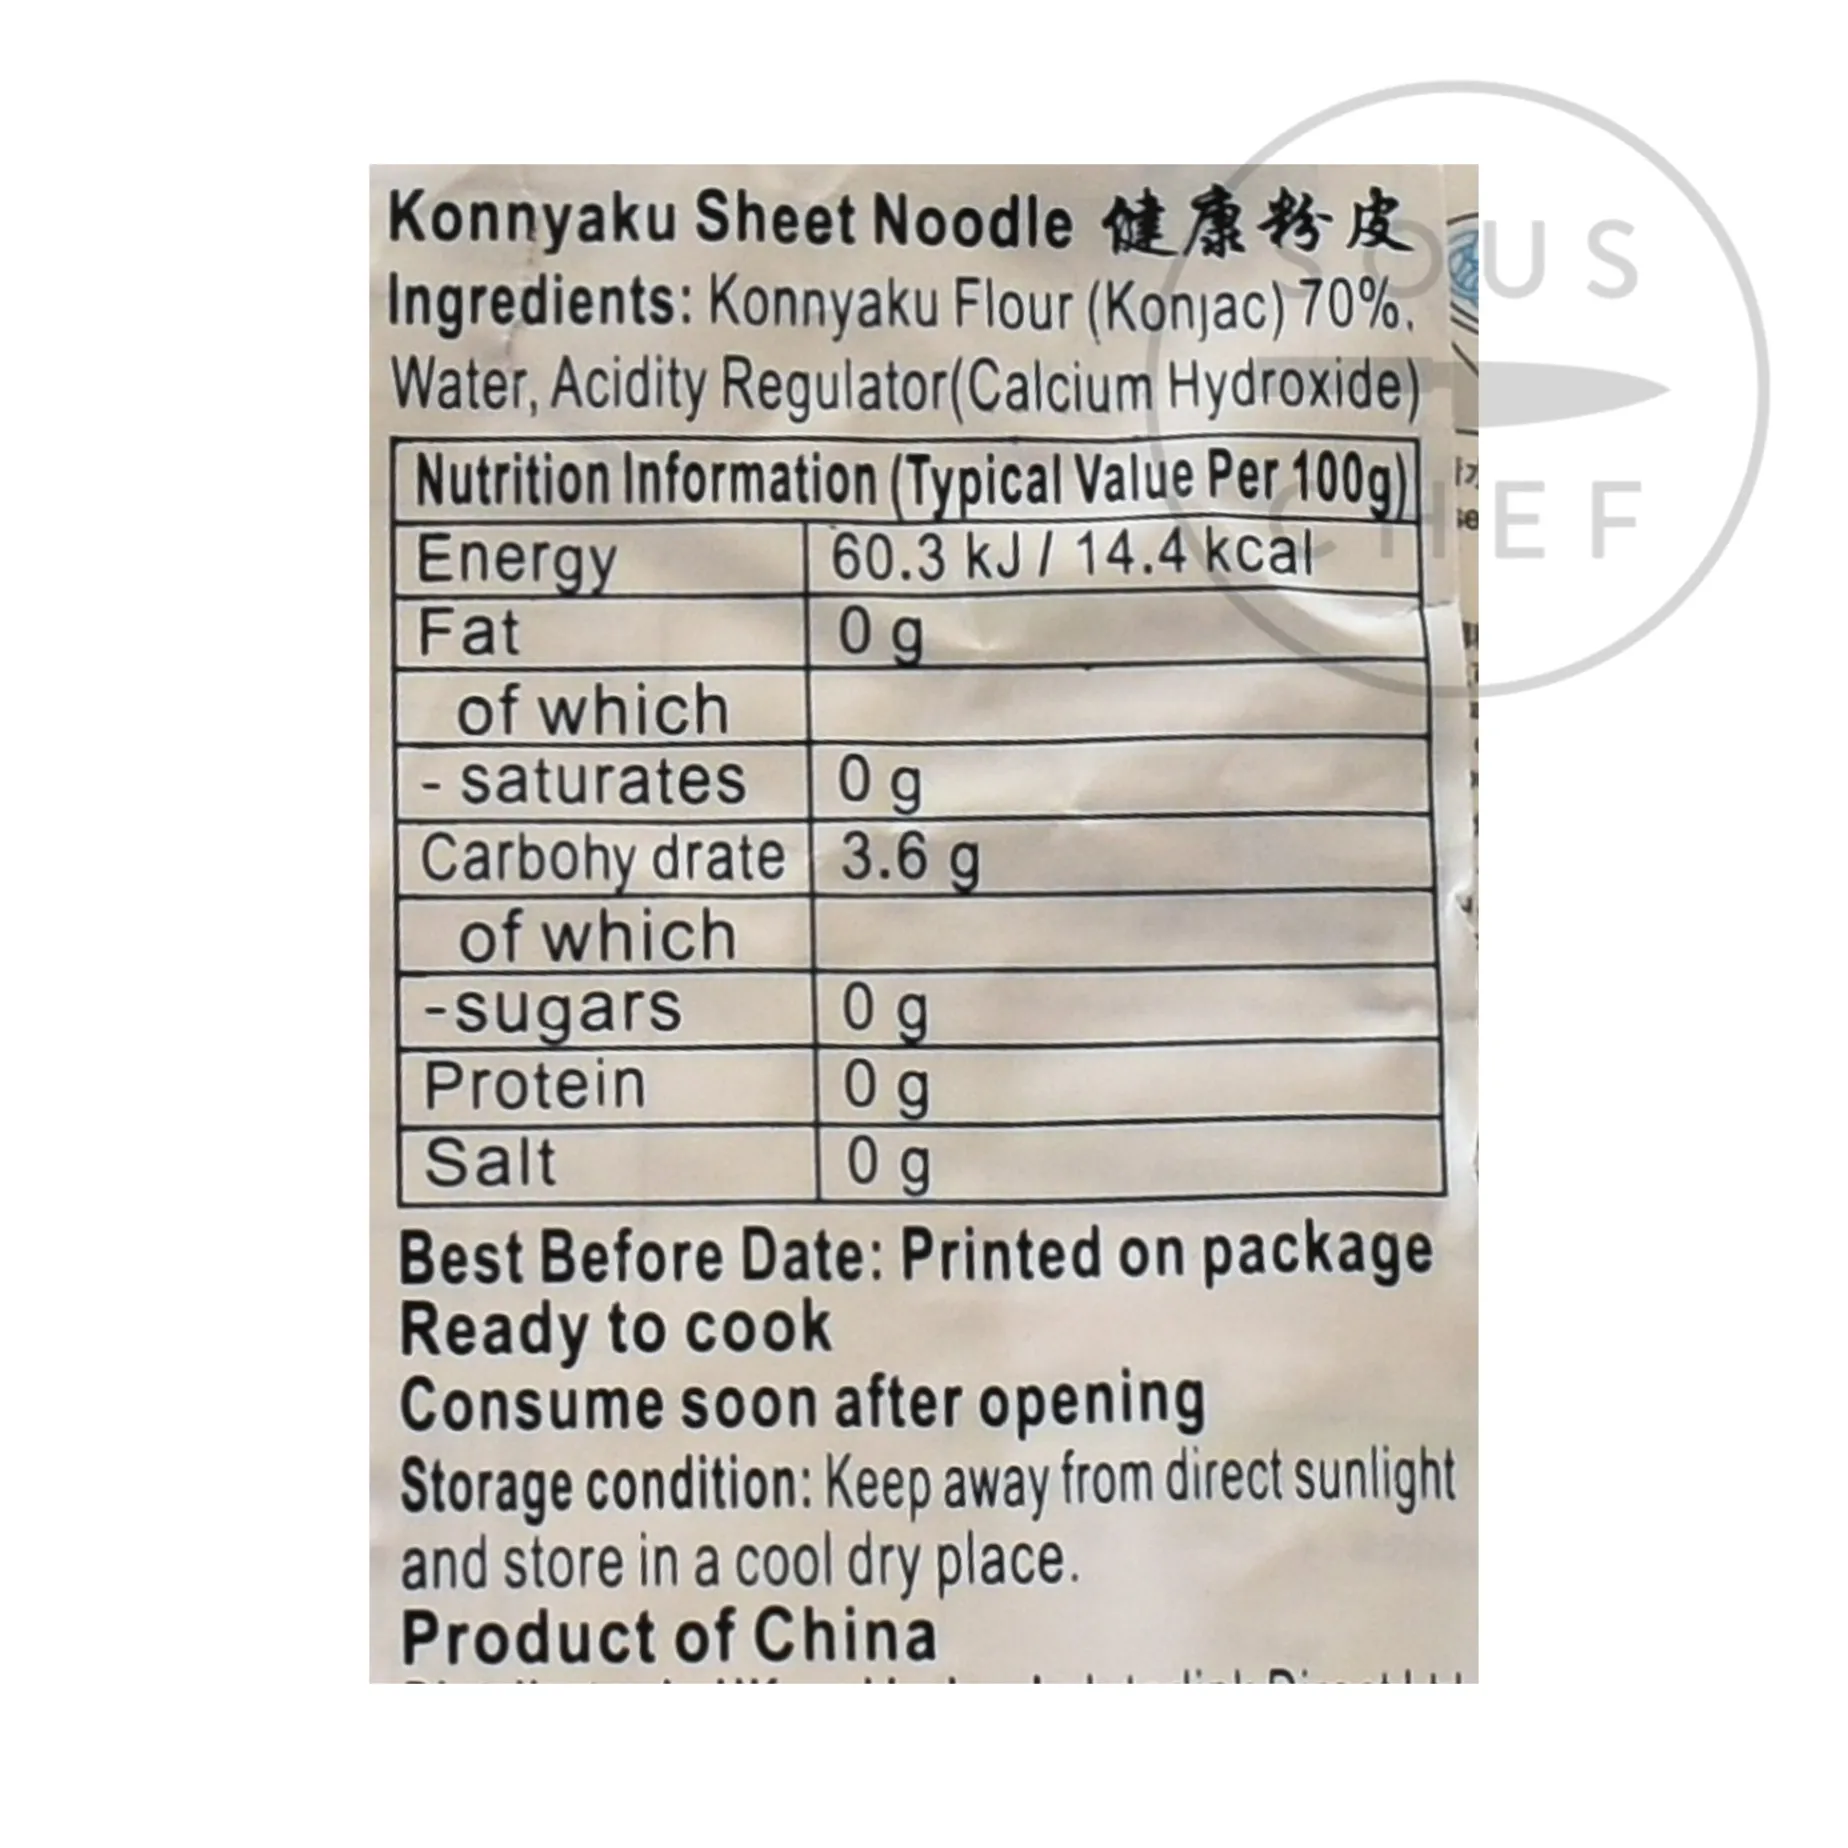 Konnyaku Sheet Noodle 健康粉皮
Ingredients: Konnyaku Flour (Konjac) 70%,
Water, Acidity Regulator(Calcium Hydroxide)
Nutrition Information (Typical Value Per 100g)
Energy 60.3 kJ / 14.4 kcal
Fat 0 g
of which
- saturates 0 g
Carbohy drate 3.6 g
of which
-sugars 0 g
Protein 0 g
Salt 0 g
Best Before Date: Printed on package
Ready to cook
Consume soon after opening
Storage condition: Keep away from direct sunlight
and store in a cool dry place.
Product of China
SOUS
CHEF